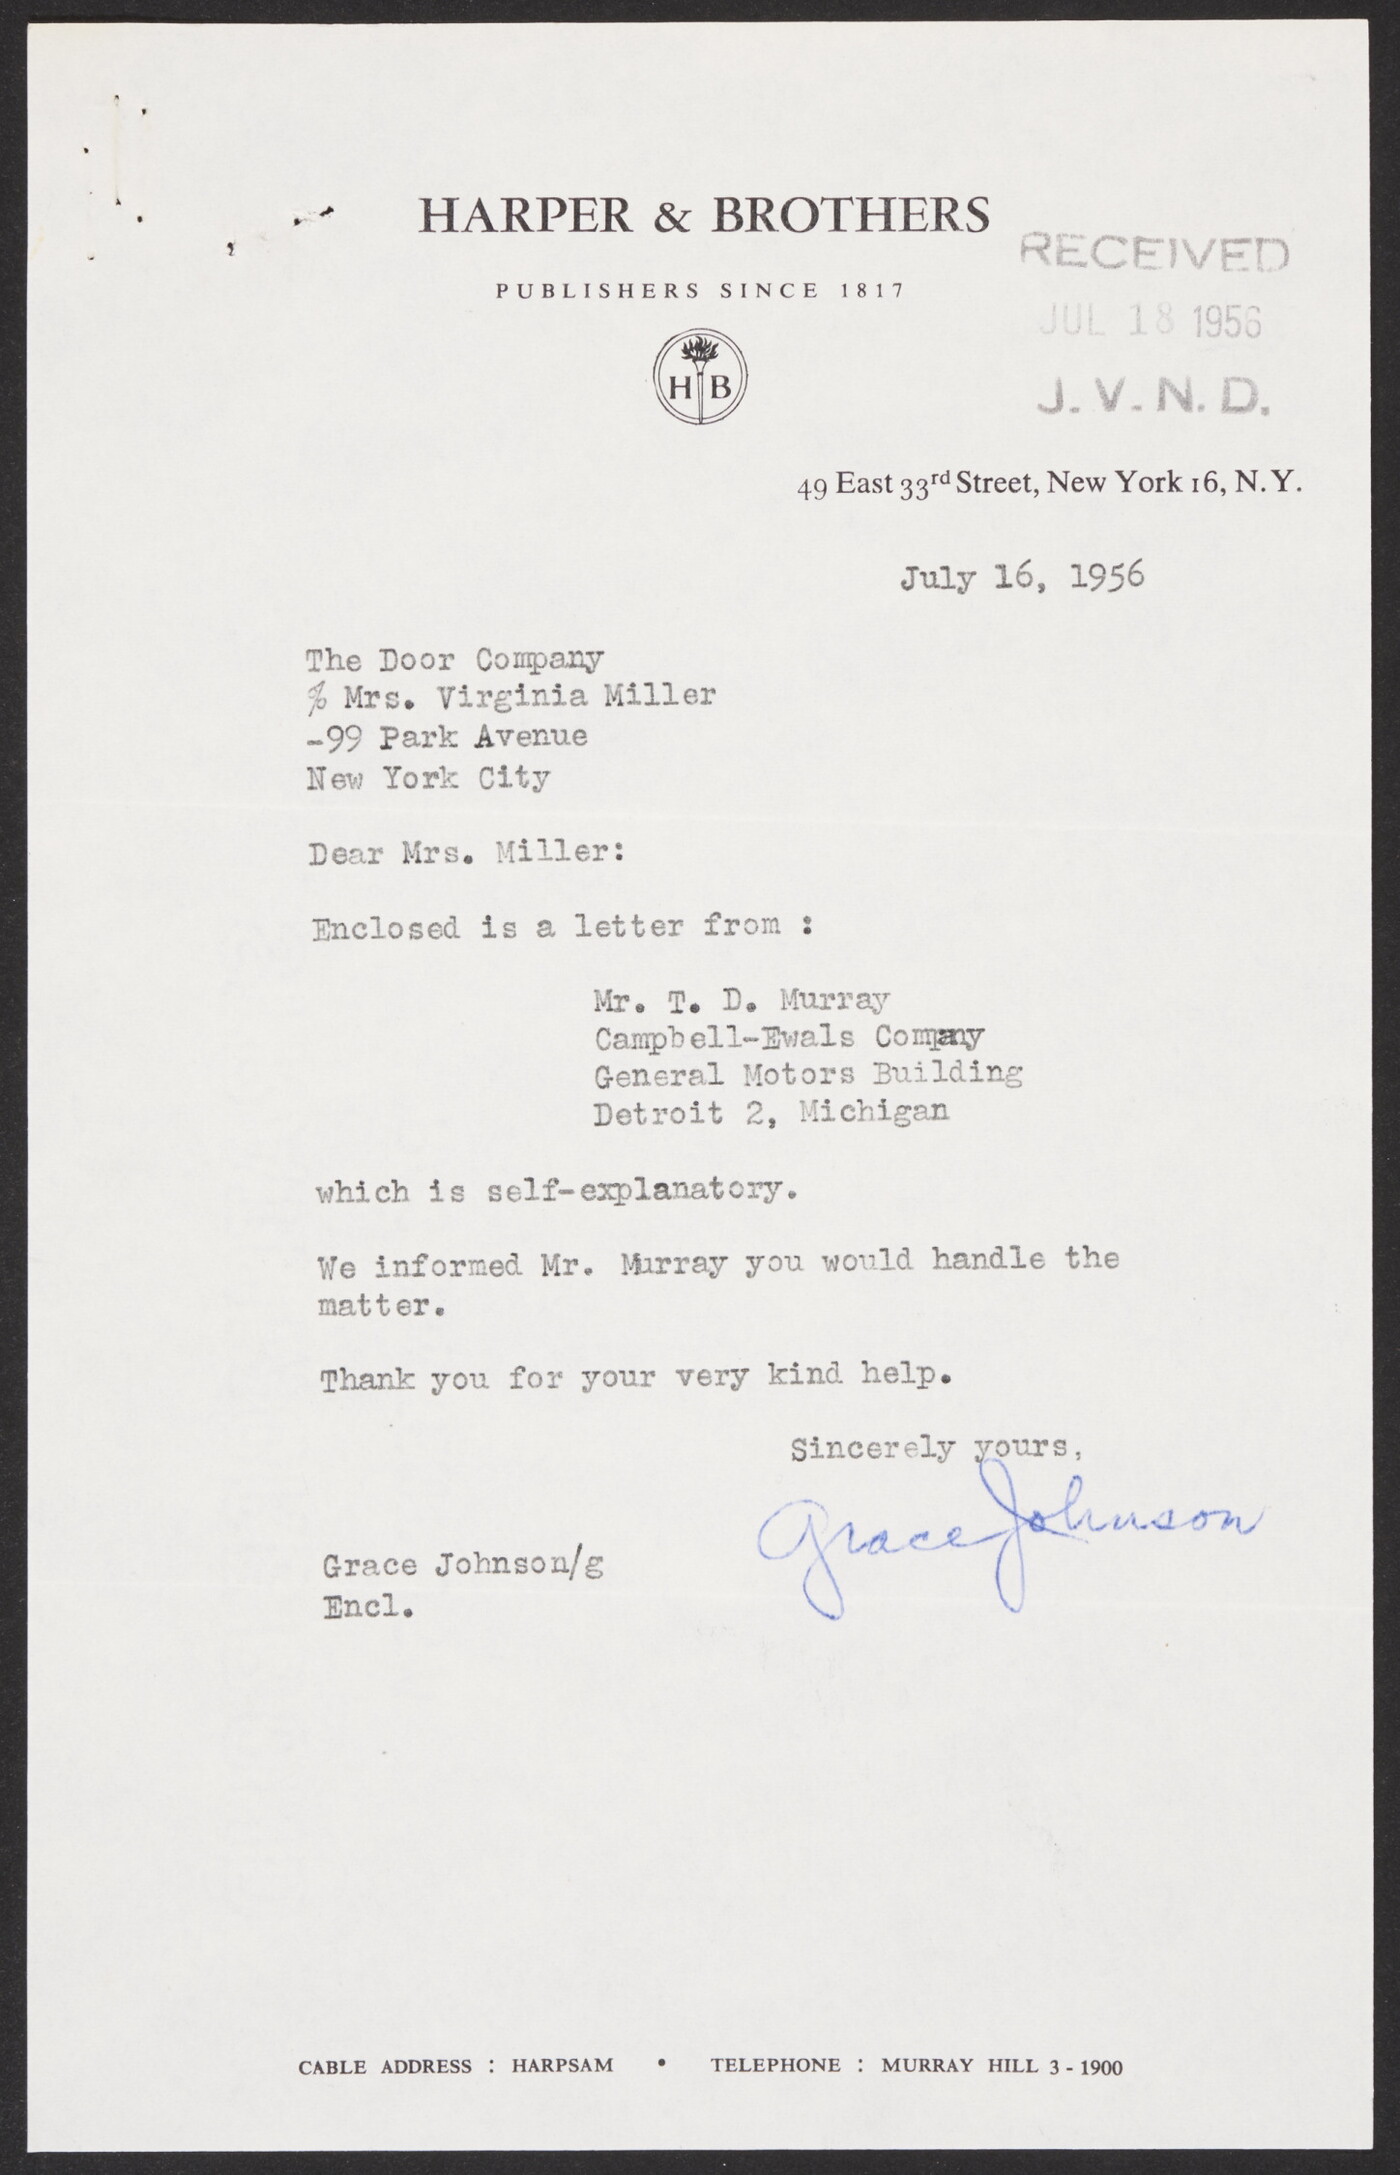 HARPER & BROTHERS
PUBLISHERS SINCE 1817
H B
RECEIVED
JUL 18 1956
J. V. N. D.
49 East 33rd Street, New York 16, N.Y.
July 16, 1956
The Door Company
% Mrs. Virginia Miller
-99 Park Avenue
New York City
Dear Mrs. Miller:
Enclosed is a letter from :
Mr. T. D. Murray
Campbell-Ewals Company
General Motors Building
Detroit 2, Michigan
which is self-explanatory.
We informed Mr. Murray you would handle the
matter.
Thank you for your very kind help.
Sincerely yours,
Grace Johnson
Grace Johnson/g
Encl.
CABLE ADDRESS : HARPSAM • TELEPHONE : MURRAY HILL 3 - 1900